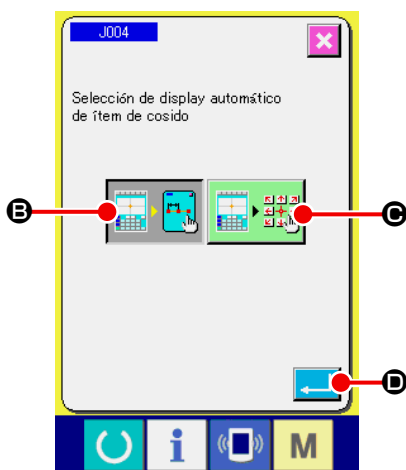 J004
Selección de display automático
de ítem de cosido
B
C
D
i
M